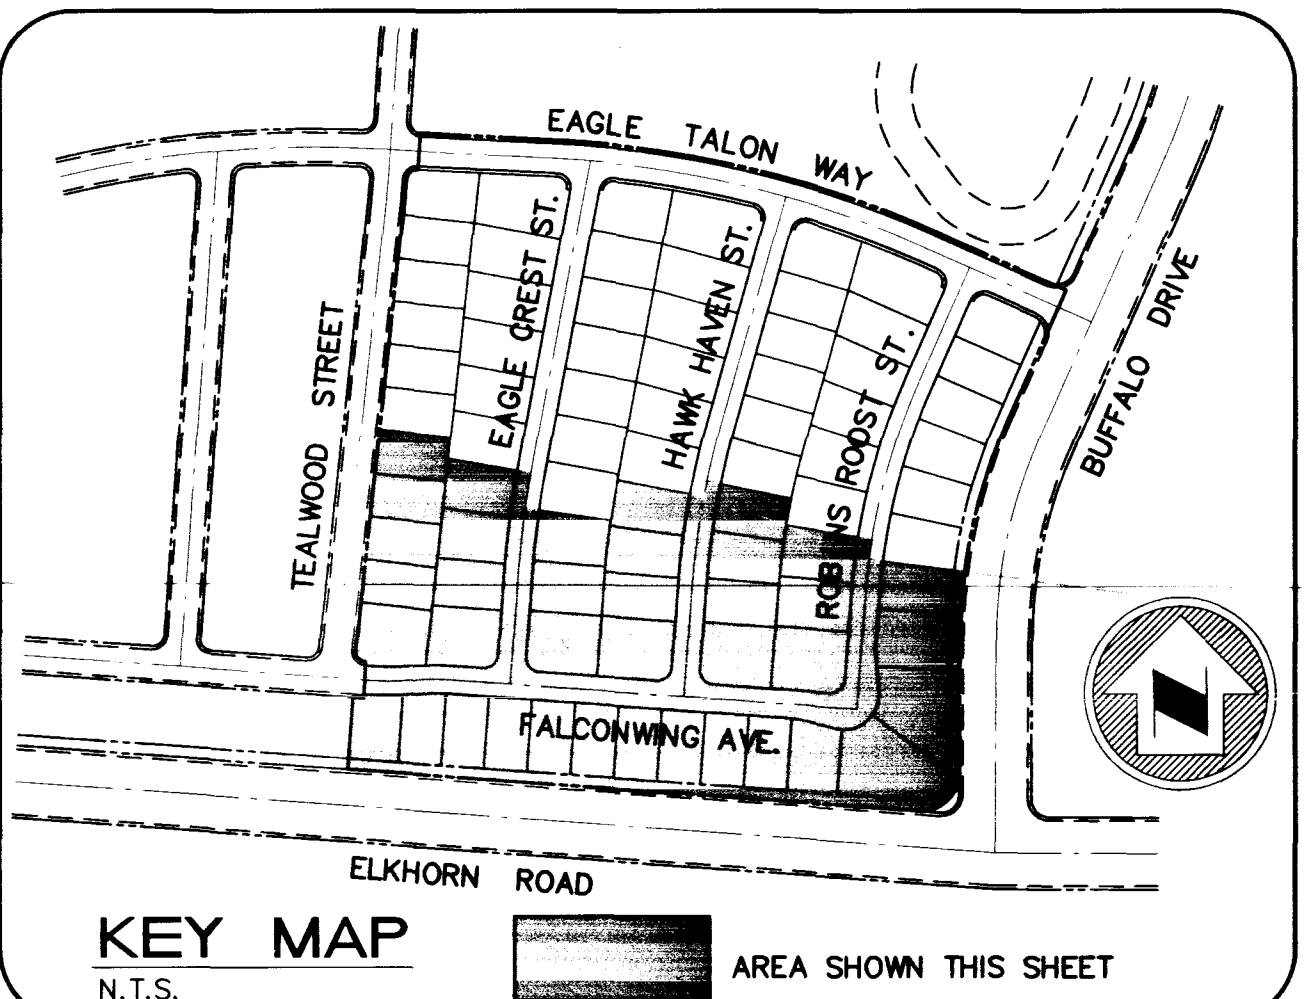 EAGLE TALON WAY
EAGLE CREST ST.
HAWK HAVEN ST.
ROBINS ROOST ST.
BUFFALO DRIVE
TEALWOOD STREET
FALCONWING AVE.
ELKHORN ROAD
KEY MAP
N.T.S.
AREA SHOWN THIS SHEET